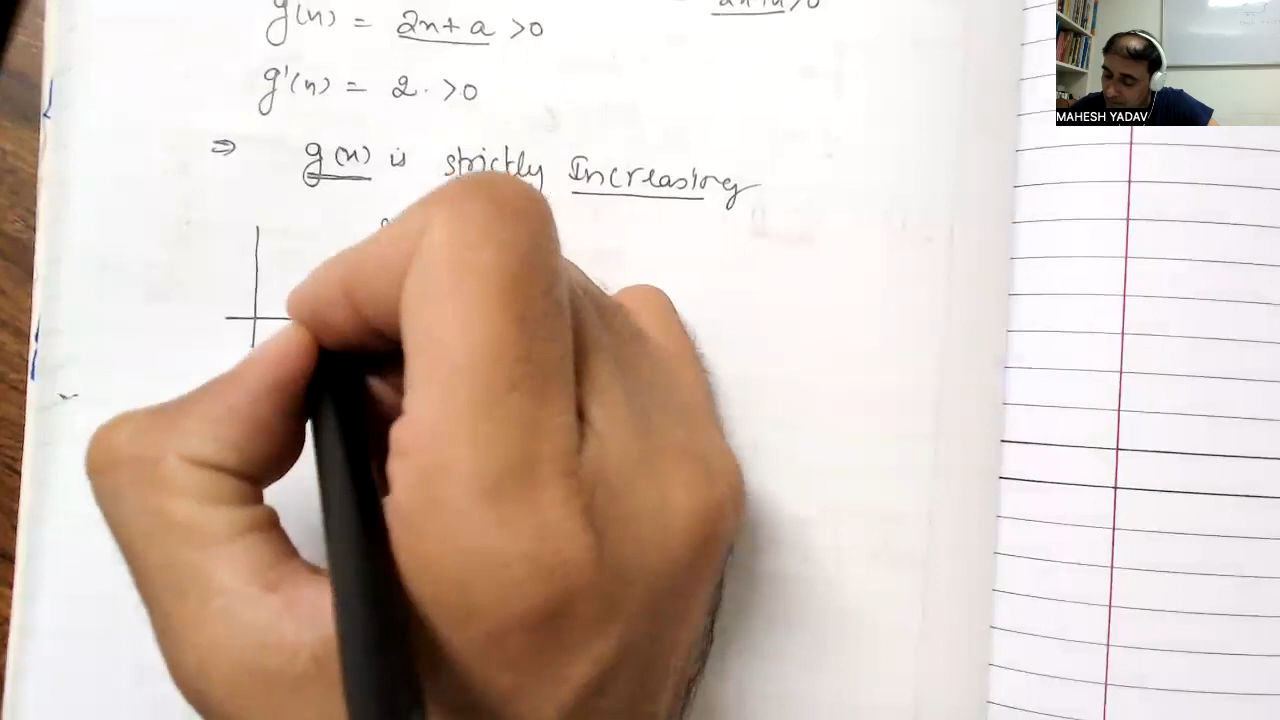 g(x) = 2x + a > 0
g'(x) = 2. > 0
⇒ g(x) is strictly Increasing
MAHESH YADAV